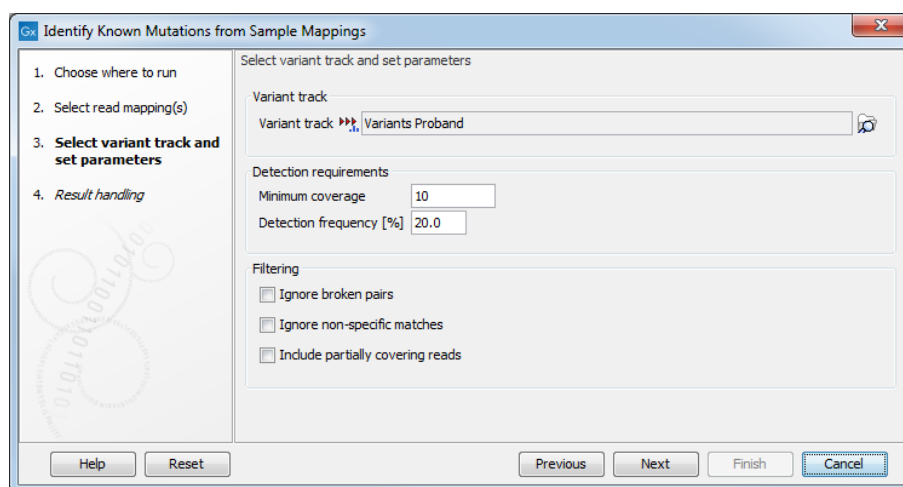 Gx Identify Known Mutations from Sample Mappings
1. Choose where to run
2. Select read mapping(s)
3. Select variant track and
set parameters
4. Result handling
Select variant track and set parameters
Variant track
Variant track Variants Proband
Detection requirements
Minimum coverage 10
Detection frequency [%] 20.0
Filtering
Ignore broken pairs
Ignore non-specific matches
Include partially covering reads
Help Reset Previous Next Finish Cancel